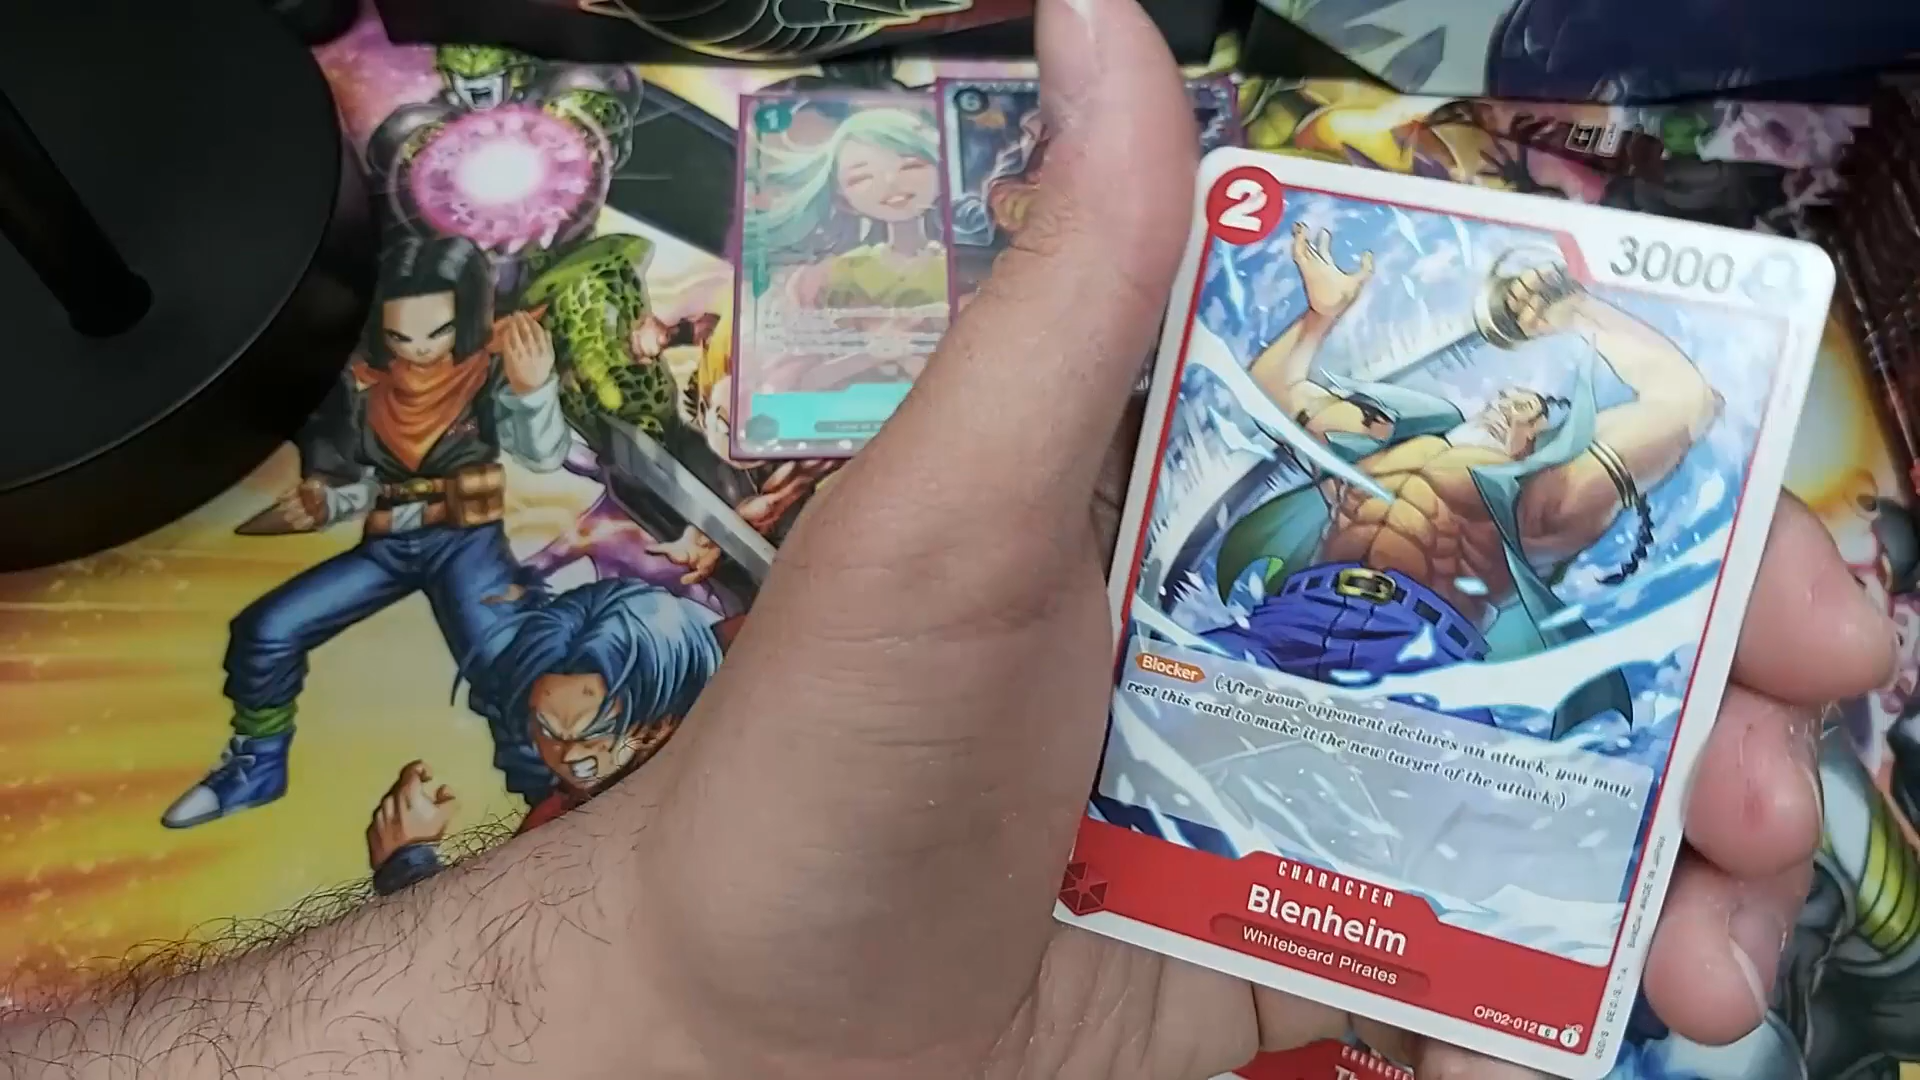 1
6
2
3000
Blocker (After your opponent declares an attack, you may
rest this card to make it the new target of the attack.)
CHARACTER
Blenheim
Whitebeard Pirates
OP02-012 C 1
CHARACTE